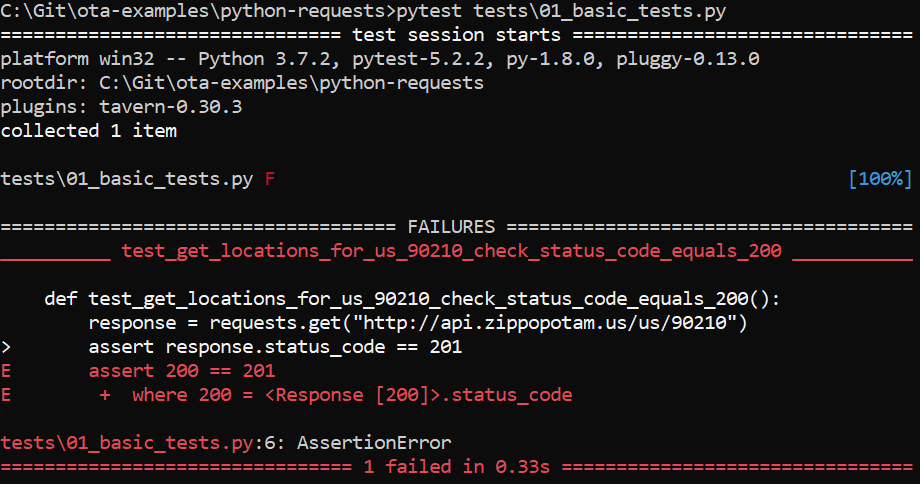 C:\Git\ota-examples\python-requests>pytest tests\01_basic_tests.py
=============================== test session starts ===============================
platform win32 -- Python 3.7.2, pytest-5.2.2, py-1.8.0, pluggy-0.13.0
rootdir: C:\Git\ota-examples\python-requests
plugins: tavern-0.30.3
collected 1 item
tests\01_basic_tests.py F [100%]
==================================== FAILURES =====================================
__________ test_get_locations_for_us_90210_check_status_code_equals_200 ___________
def test_get_locations_for_us_90210_check_status_code_equals_200():
response = requests.get("http://api.zippopotam.us/us/90210")
> assert response.status_code == 201
E assert 200 == 201
E + where 200 = <Response [200]>.status_code
tests\01_basic_tests.py:6: AssertionError
================================ 1 failed in 0.33s ================================